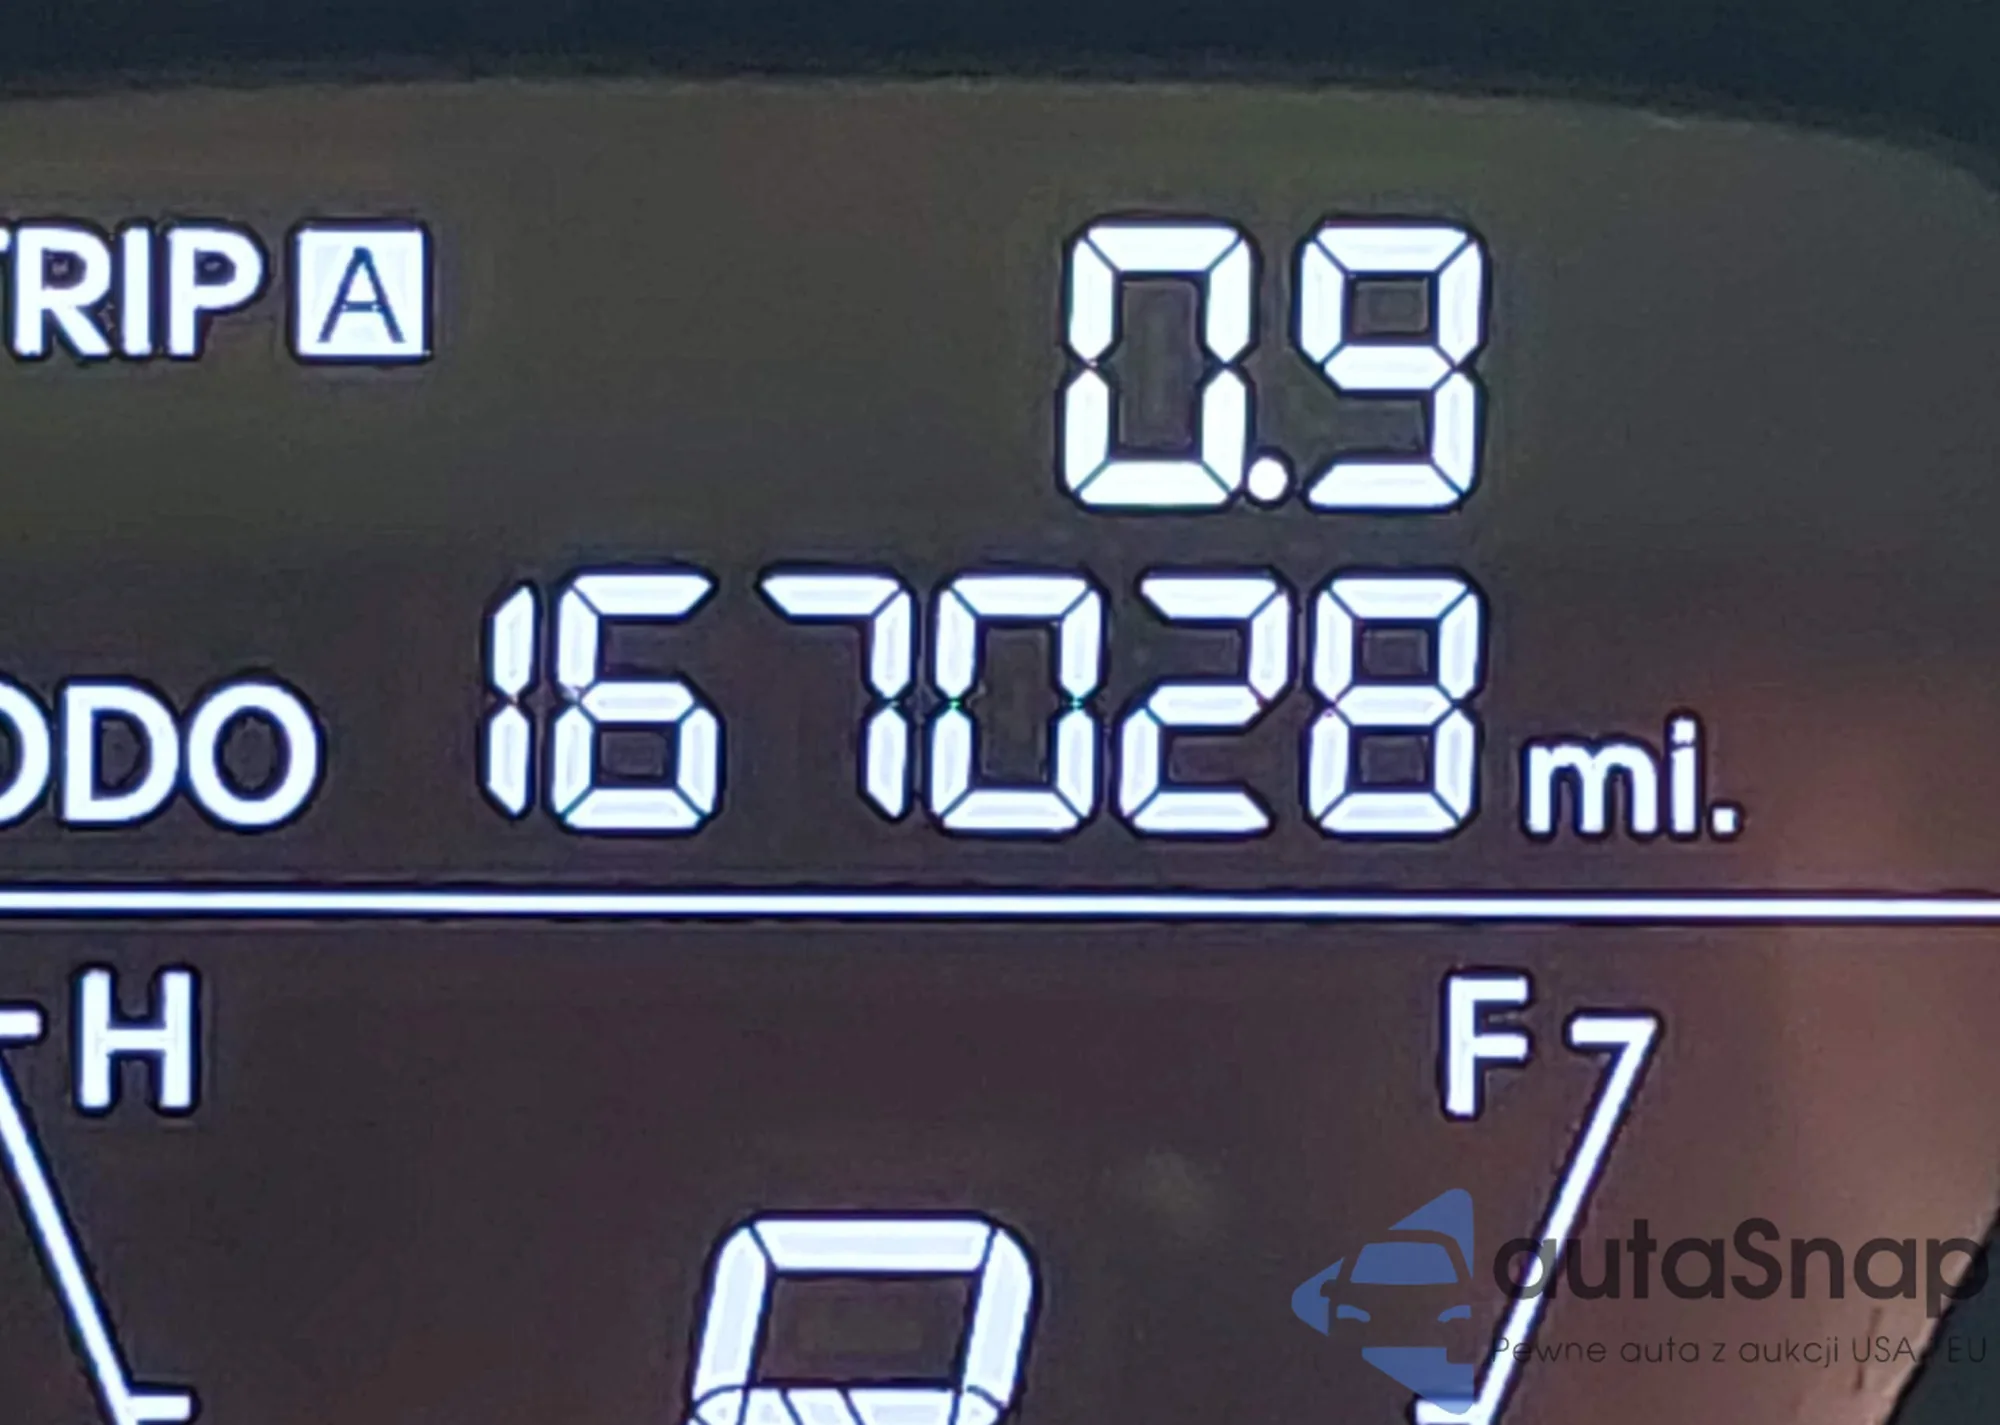 TRIP A 0.9
ODO 167028 mi.
H F
autaSnap
Pewne auta z aukcji USA/EU